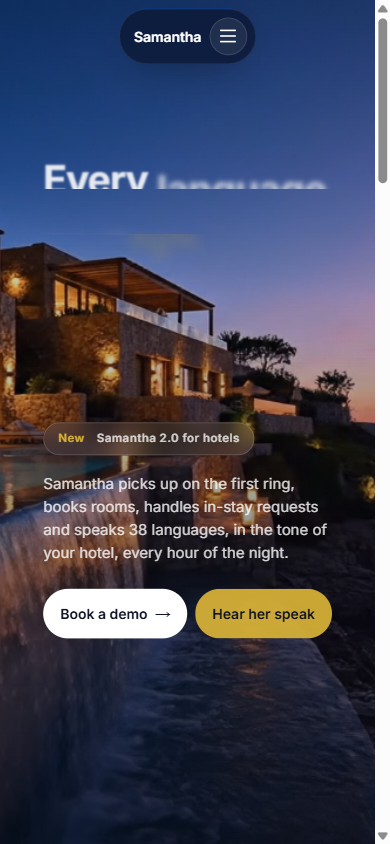 Samantha
Every language
New Samantha 2.0 for hotels
Samantha picks up on the first ring,
books rooms, handles in-stay requests
and speaks 38 languages, in the tone of
your hotel, every hour of the night.
Book a demo →
Hear her speak